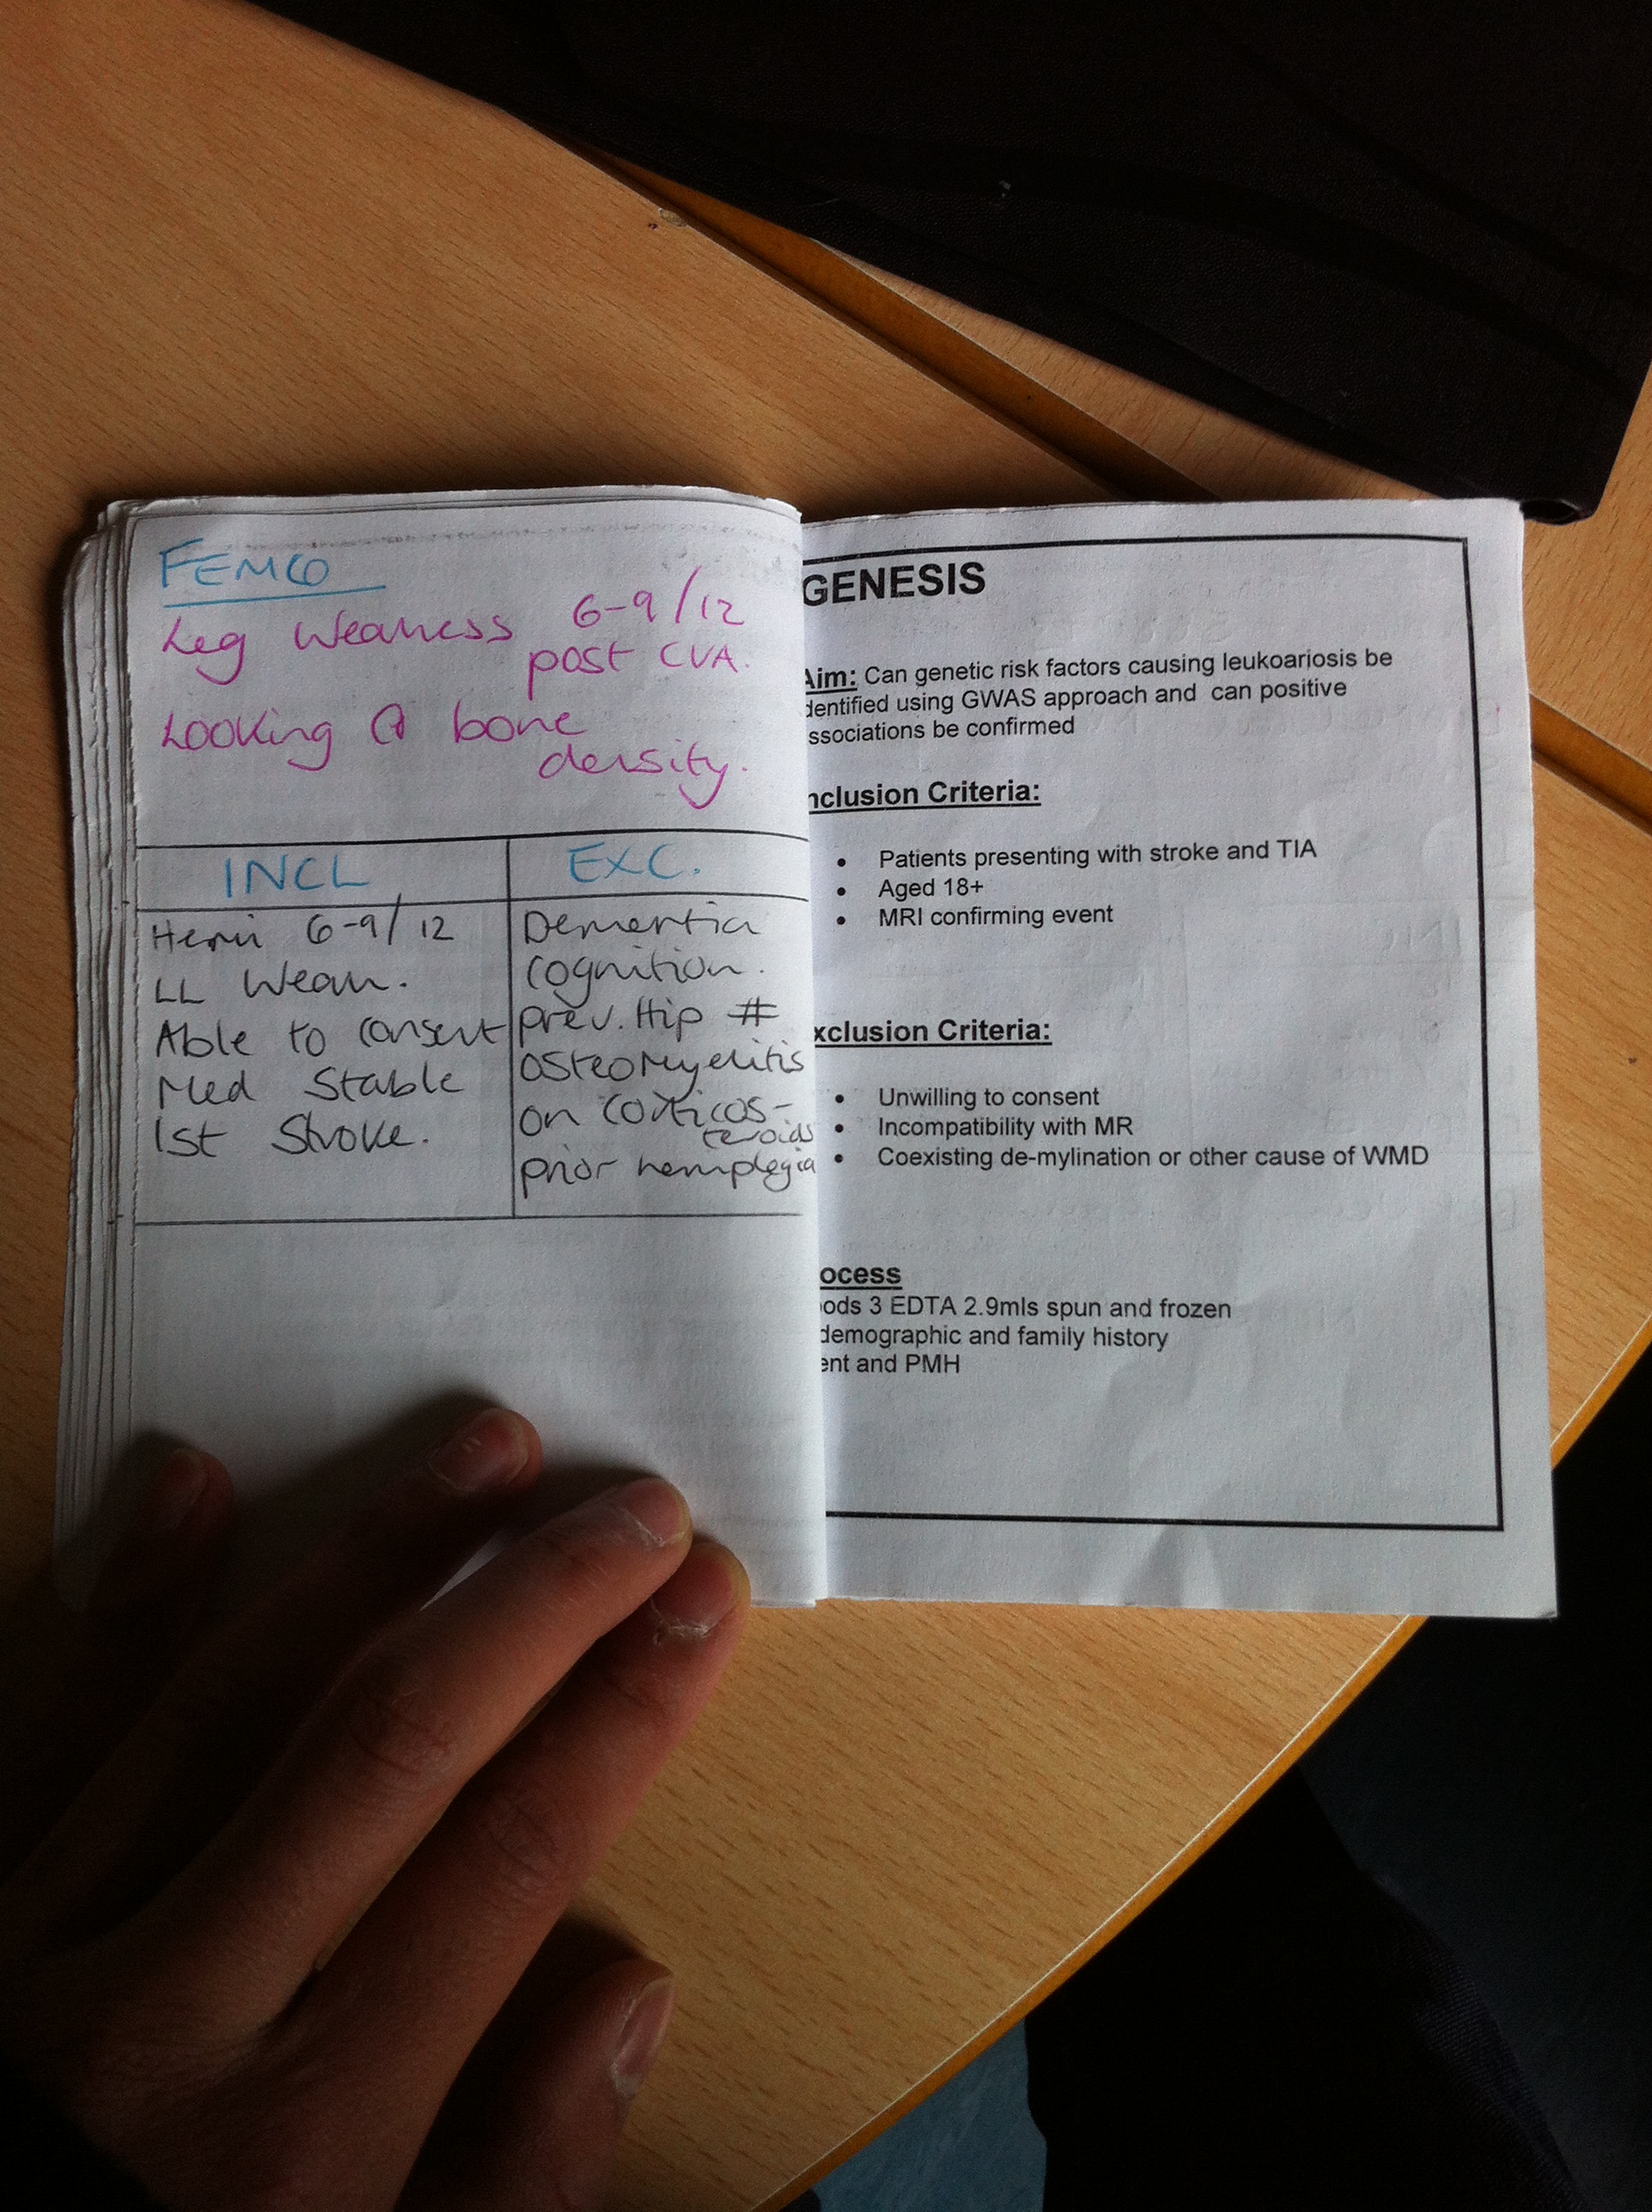 FEMCO
Leg Weakness 6-9/12
post CVA.
Looking @ bone
density.
INCL
Hemi 6-9/12
LL Weak.
Able to consent
Med Stable
1st Stroke.
EXC.
Dementia
Cognition.
prev. Hip #
Osteomyelitis
on corticos-
teroids
prior hemiplegia
GENESIS
Aim: Can genetic risk factors causing leukoariosis be
dentified using GWAS approach and can positive
ssociations be confirmed
nclusion Criteria:
• Patients presenting with stroke and TIA
• Aged 18+
• MRI confirming event
xclusion Criteria:
• Unwilling to consent
• Incompatibility with MR
• Coexisting de-mylination or other cause of WMD
ocess
ods 3 EDTA 2.9mls spun and frozen
demographic and family history
ent and PMH